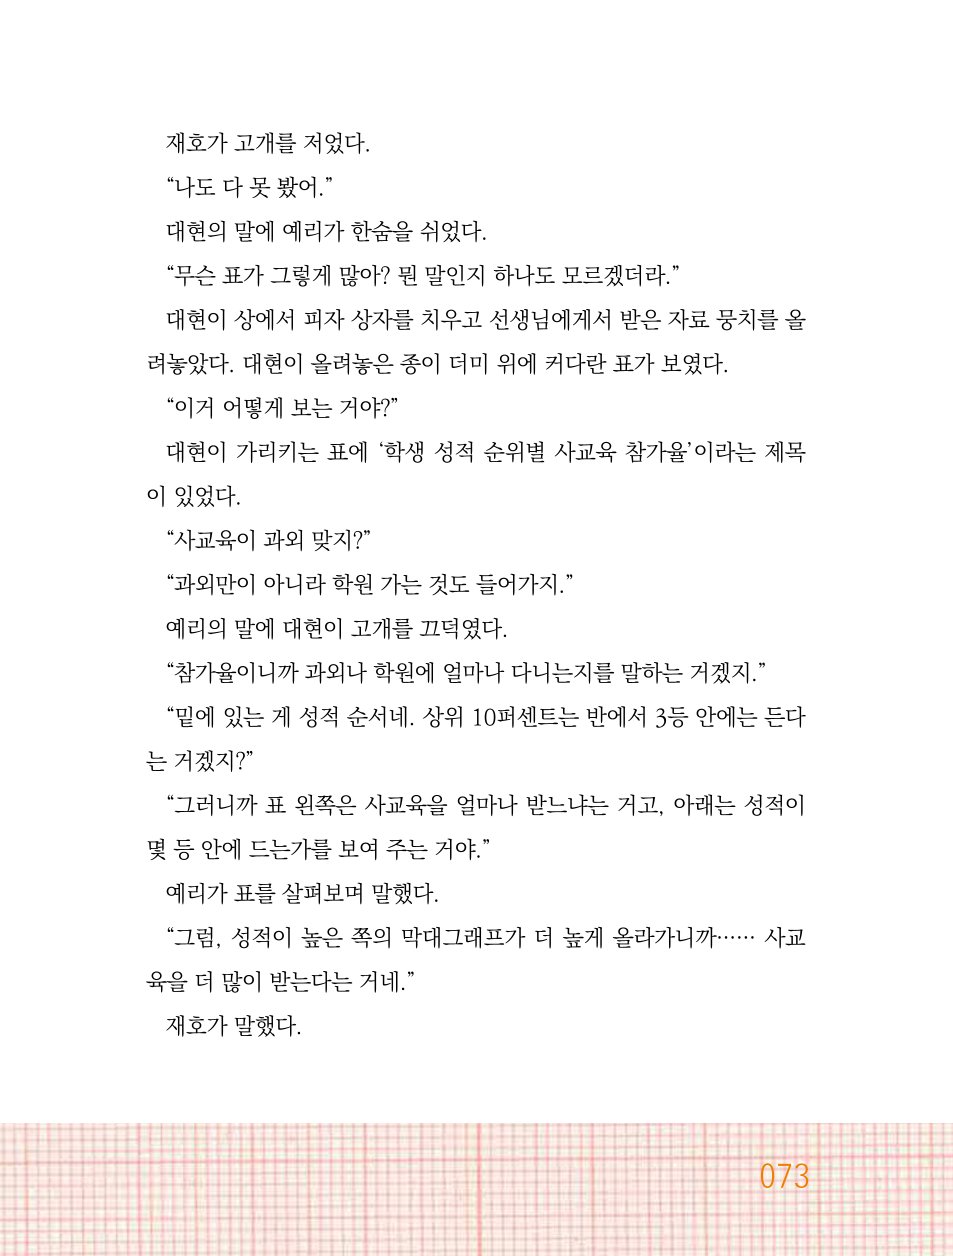 재호가 고개를 저었다.
“나도 다 못 봤어.”
대현의 말에 예리가 한숨을 쉬었다.
“무슨 표가 그렇게 많아? 뭔 말인지 하나도 모르겠더라.”
대현이 상에서 피자 상자를 치우고 선생님에게서 받은 자료 뭉치를 올
려놓았다. 대현이 올려놓은 종이 더미 위에 커다란 표가 보였다.
“이거 어떻게 보는 거야?”
대현이 가리키는 표에 ‘학생 성적 순위별 사교육 참가율’이라는 제목
이 있었다.
“사교육이 과외 맞지?”
“과외만이 아니라 학원 가는 것도 들어가지.”
예리의 말에 대현이 고개를 끄덕였다.
“참가율이니까 과외나 학원에 얼마나 다니는지를 말하는 거겠지.”
“밑에 있는 게 성적 순서네. 상위 10퍼센트는 반에서 3등 안에는 든다
는 거겠지?”
“그러니까 표 왼쪽은 사교육을 얼마나 받느냐는 거고, 아래는 성적이
몇 등 안에 드는가를 보여 주는 거야.”
예리가 표를 살펴보며 말했다.
“그럼, 성적이 높은 쪽의 막대그래프가 더 높게 올라가니까…… 사교
육을 더 많이 받는다는 거네.”
재호가 말했다.
073